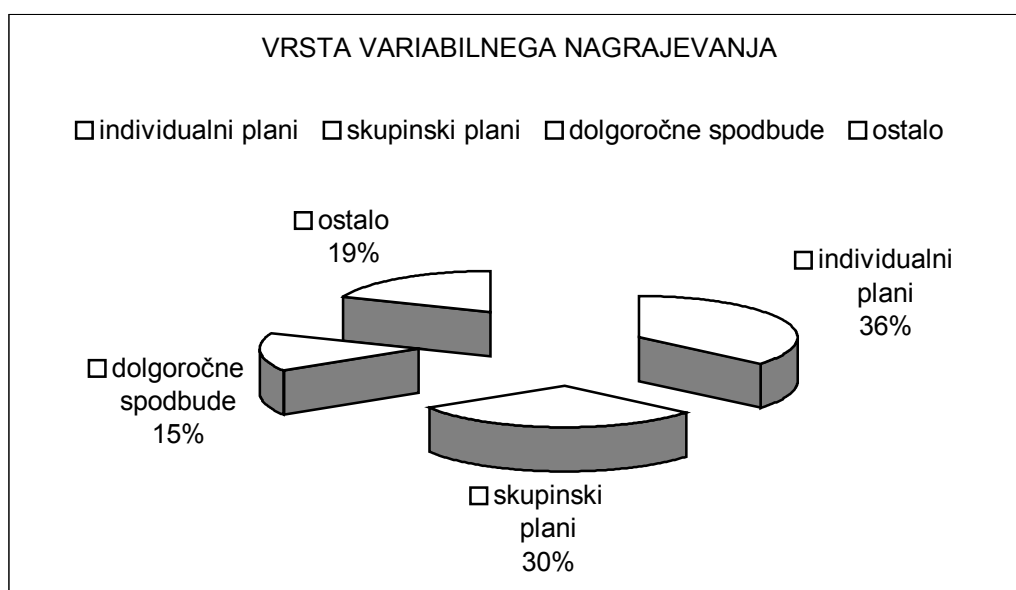 VRSTA VARIABILNEGA NAGRAJEVANJA
individualni plani skupinski plani dolgoročne spodbude ostalo
ostalo
19%
individualni
plani
36%
dolgoročne
spodbude
15%
skupinski
plani
30%